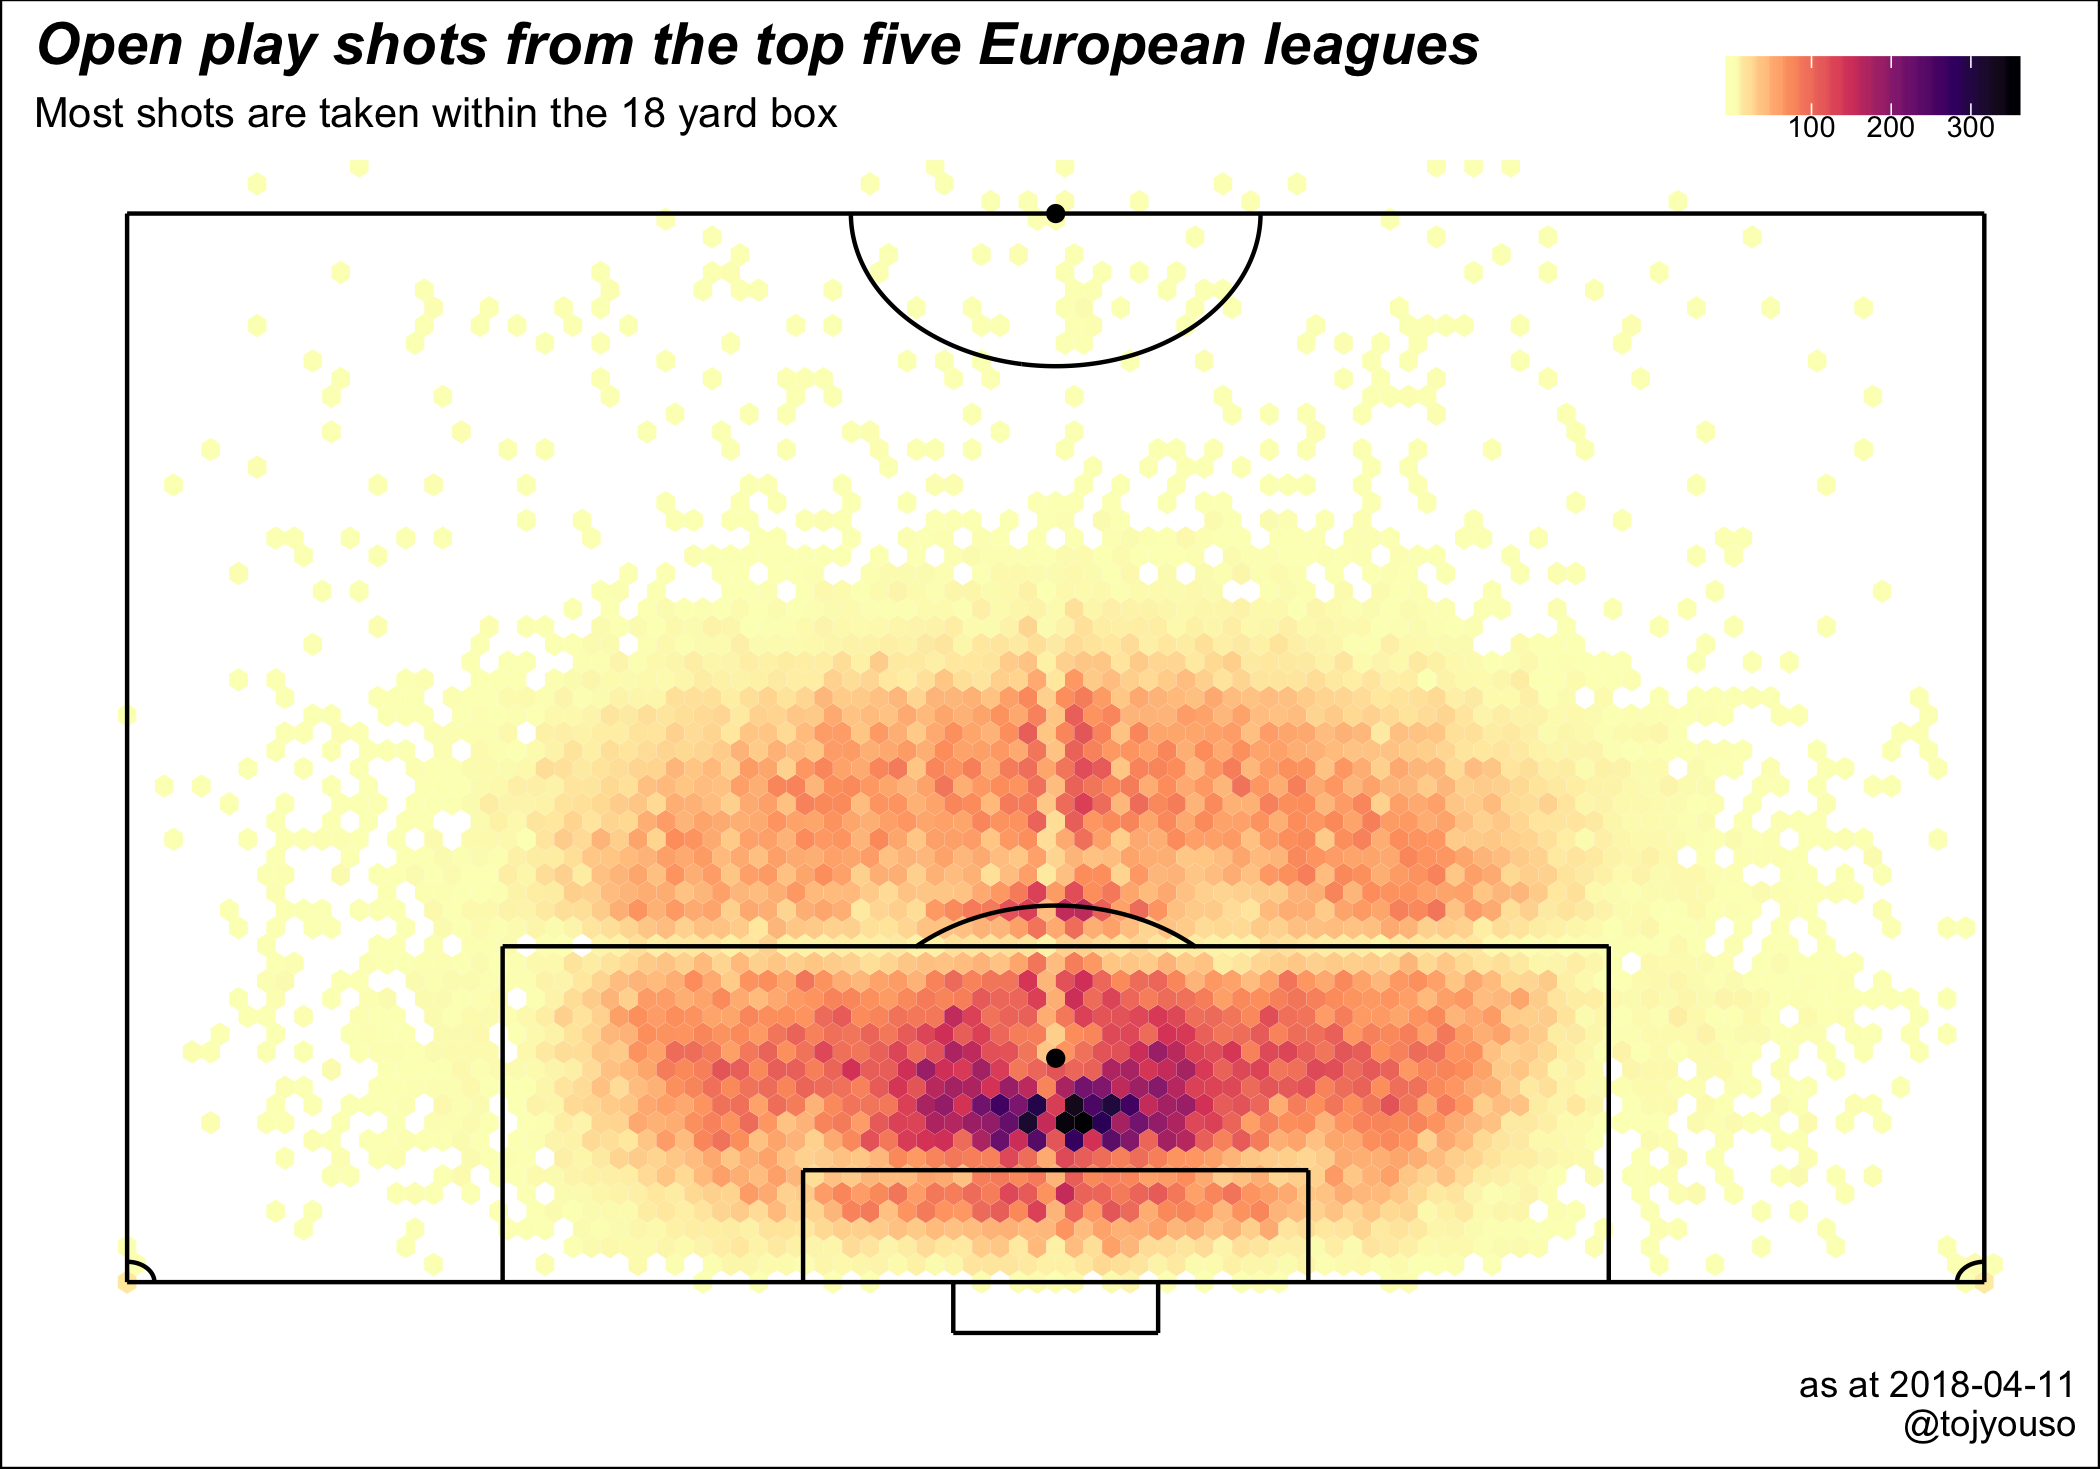 Open play shots from the top five European leagues
Most shots are taken within the 18 yard box
100 200 300
as at 2018-04-11
@tojyouso